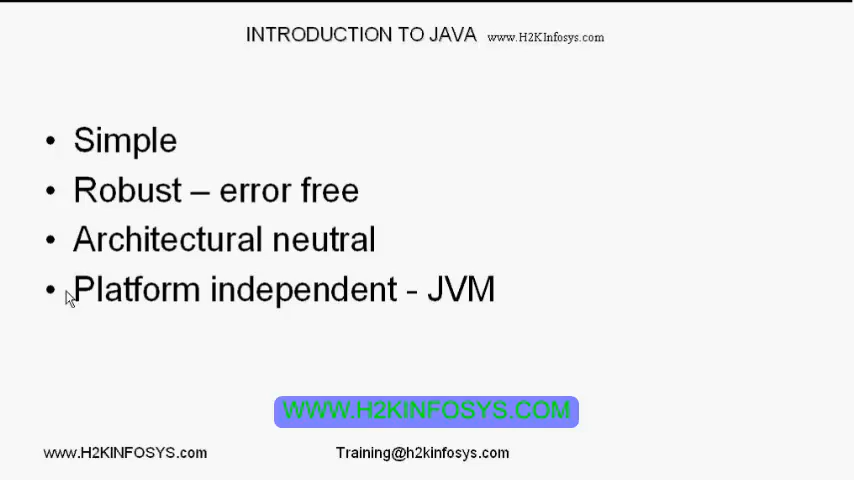 INTRODUCTION TO JAVA www.H2KInfosys.com
• Simple
• Robust – error free
• Architectural neutral
• Platform independent - JVM
WWW.H2KINFOSYS.COM
www.H2KINFOSYS.com Training@h2kinfosys.com